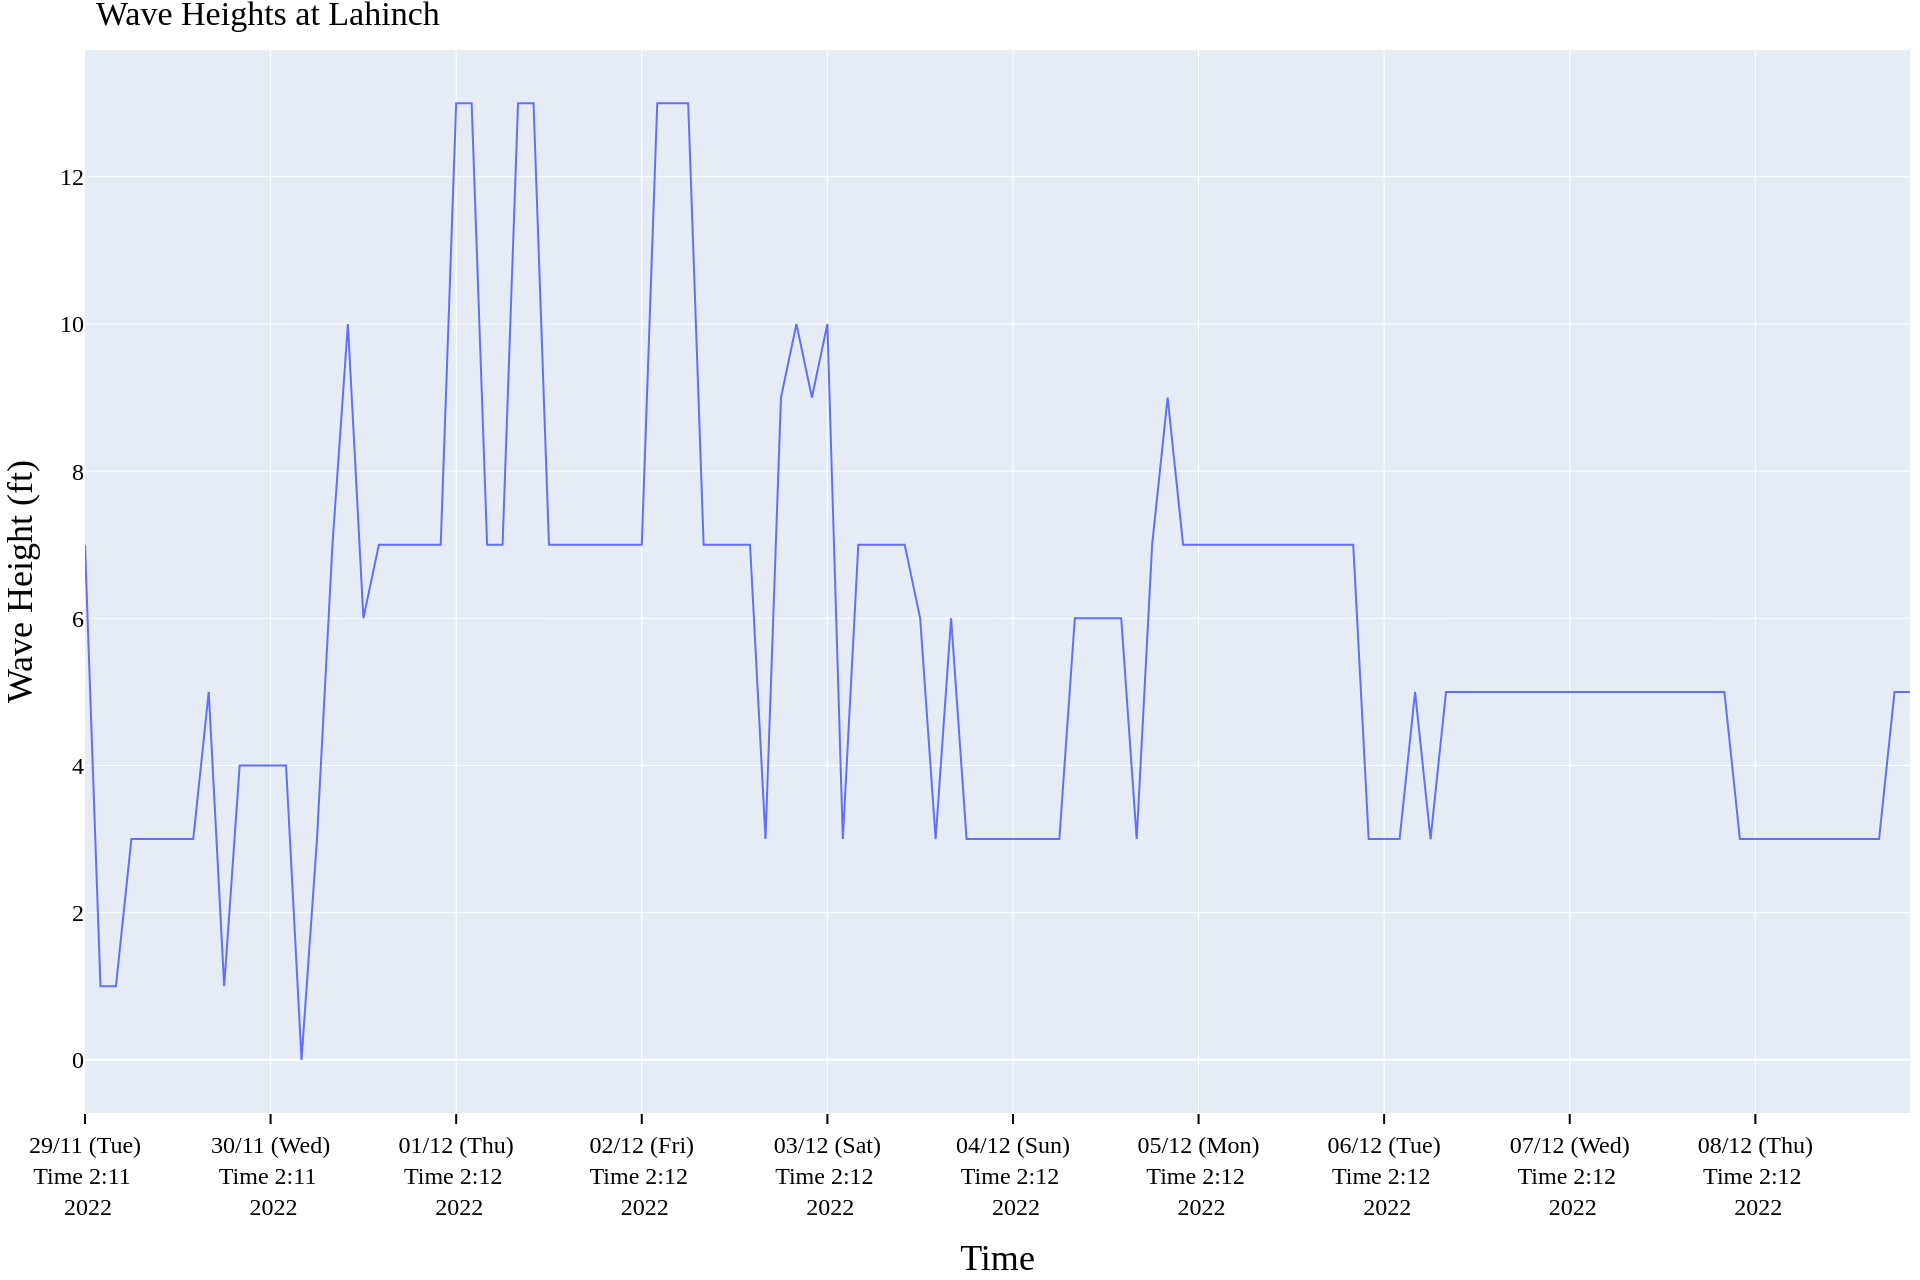 Wave Heights at Lahinch
Wave Height (ft)
12
10
8
6
4
2
0
29/11 (Tue)
Time 2:11
2022
30/11 (Wed)
Time 2:11
2022
01/12 (Thu)
Time 2:12
2022
02/12 (Fri)
Time 2:12
2022
03/12 (Sat)
Time 2:12
2022
04/12 (Sun)
Time 2:12
2022
05/12 (Mon)
Time 2:12
2022
06/12 (Tue)
Time 2:12
2022
07/12 (Wed)
Time 2:12
2022
08/12 (Thu)
Time 2:12
2022
Time